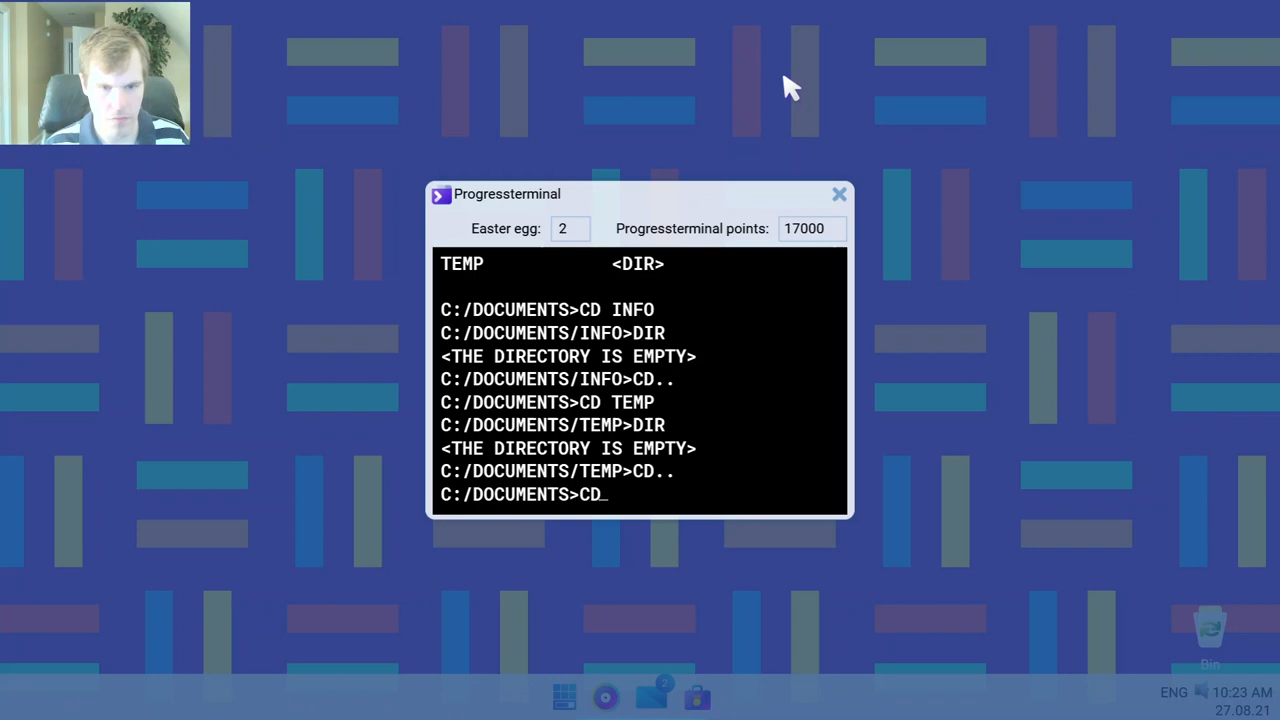 Progressterminal
Easter egg: 2 Progressterminal points: 17000
TEMP <DIR>
C:/DOCUMENTS>CD INFO
C:/DOCUMENTS/INFO>DIR
<THE DIRECTORY IS EMPTY>
C:/DOCUMENTS/INFO>CD..
C:/DOCUMENTS>CD TEMP
C:/DOCUMENTS/TEMP>DIR
<THE DIRECTORY IS EMPTY>
C:/DOCUMENTS/TEMP>CD..
C:/DOCUMENTS>CD_
Bin
2
ENG 10:23 AM
27.08.21